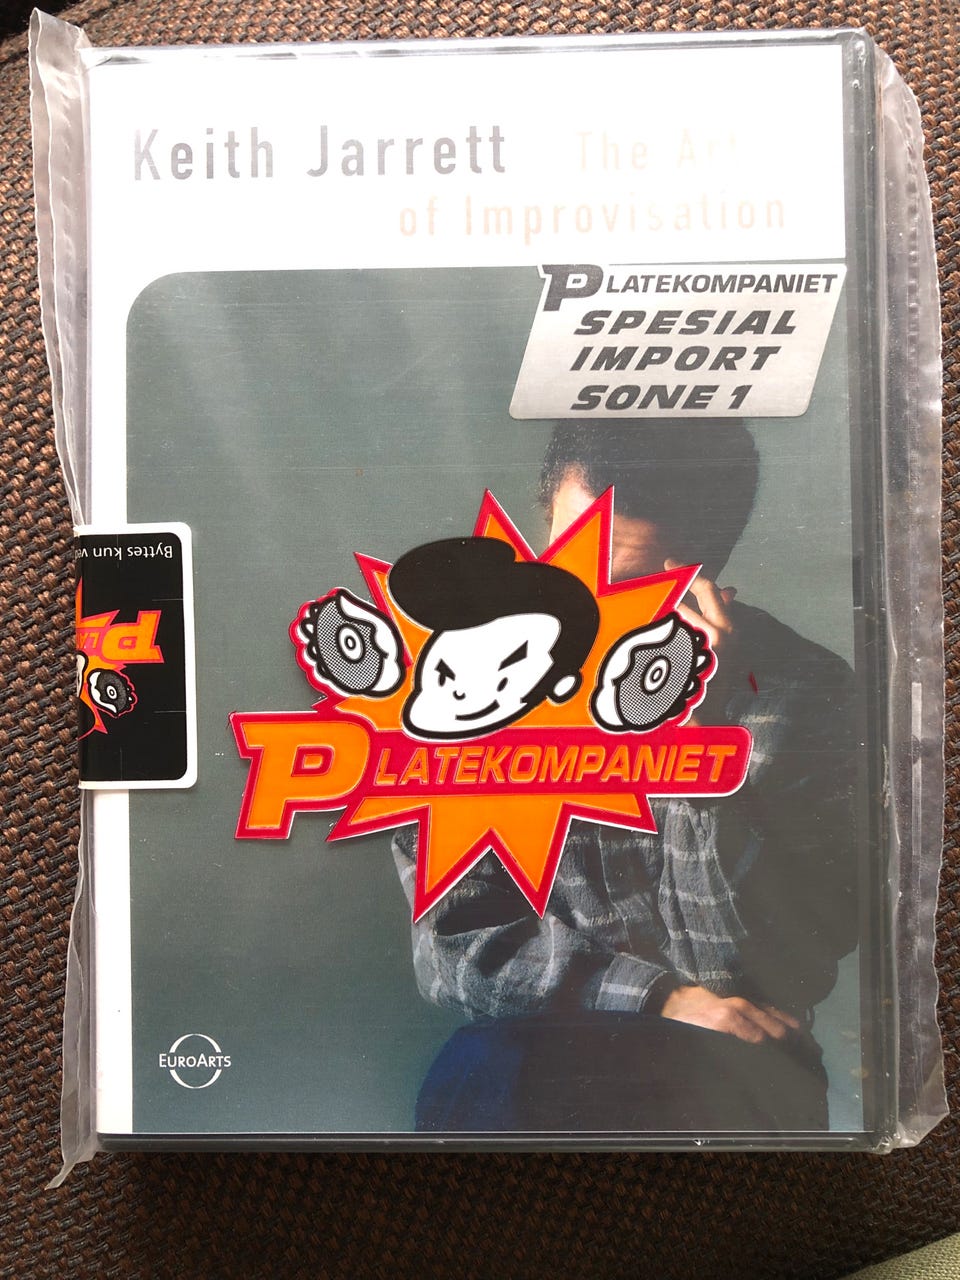 Keith Jarrett The Art
of Improvisation
PLATEKOMPANIET
SPESIAL
IMPORT
SONE 1
Byttes kun
PLATEKOMPANIET
EUROARTS